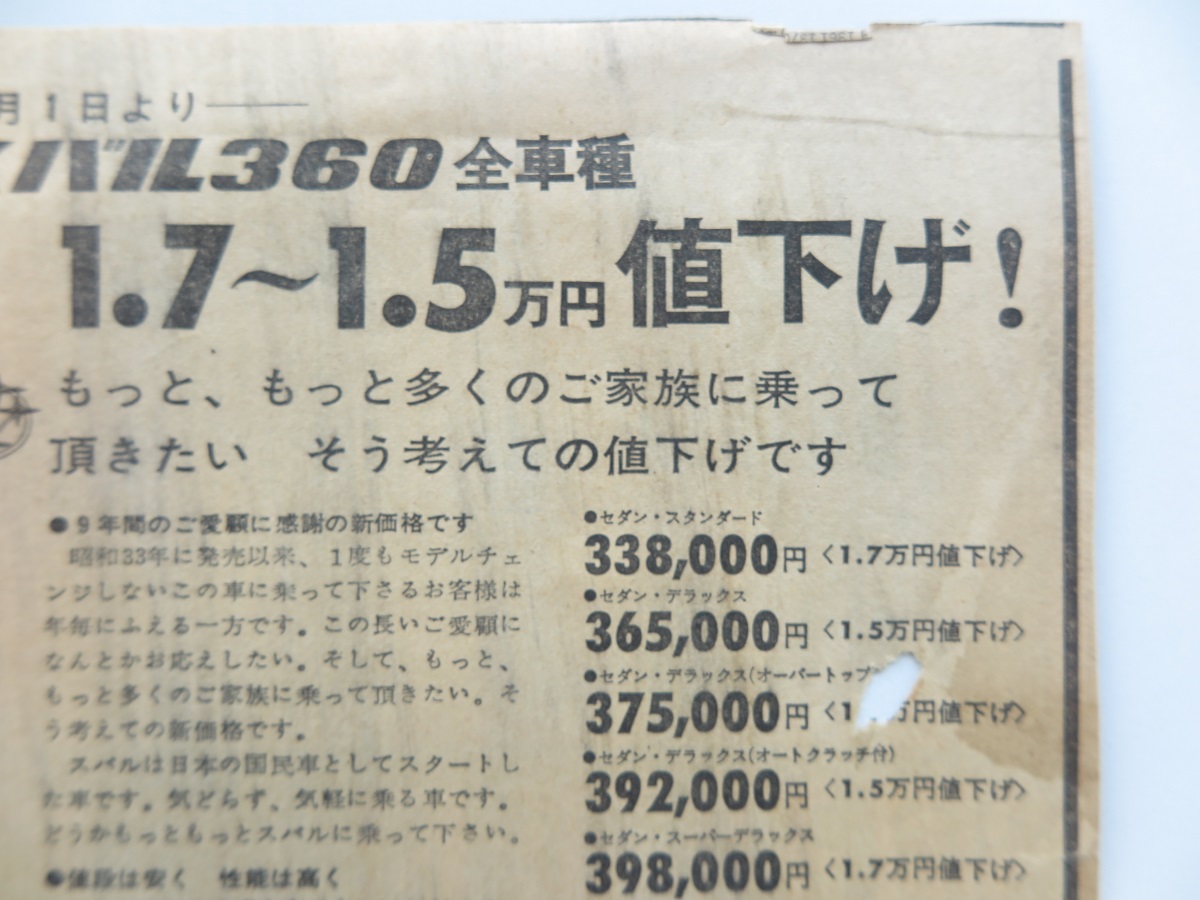 月1日より——
スバル360 全車種
1.7～1.5万円 値下げ！
もっと、もっと多くのご家族に乗って
頂きたい　そう考えての値下げです
●9年間のご愛顧に感謝の新価格です
昭和33年に発売以来、1度もモデルチェ
ンジしないこの車に乗って下さるお客様は
年毎にふえる一方です。この長いご愛顧に
なんとかお応えしたい。そして、もっと、
もっと多くのご家族に乗って頂きたい。そ
う考えての新価格です。
スバルは日本の国民車としてスタートし
た車です。気どらず、気軽に乗る車です。
どうかもっともっとスバルに乗って下さい。
●値段は安く　性能は高く
●セダン・スタンダード
338,000円〈1.7万円値下げ〉
●セダン・デラックス
365,000円〈1.5万円値下げ〉
●セダン・デラックス(オーバートップ
375,000円〈1 万円値下げ〉
●セダン・デラックス(オートクラッチ付)
392,000円〈1.5万円値下げ〉
●セダン・スーパーデラックス
398,000円〈1.7万円値下げ〉